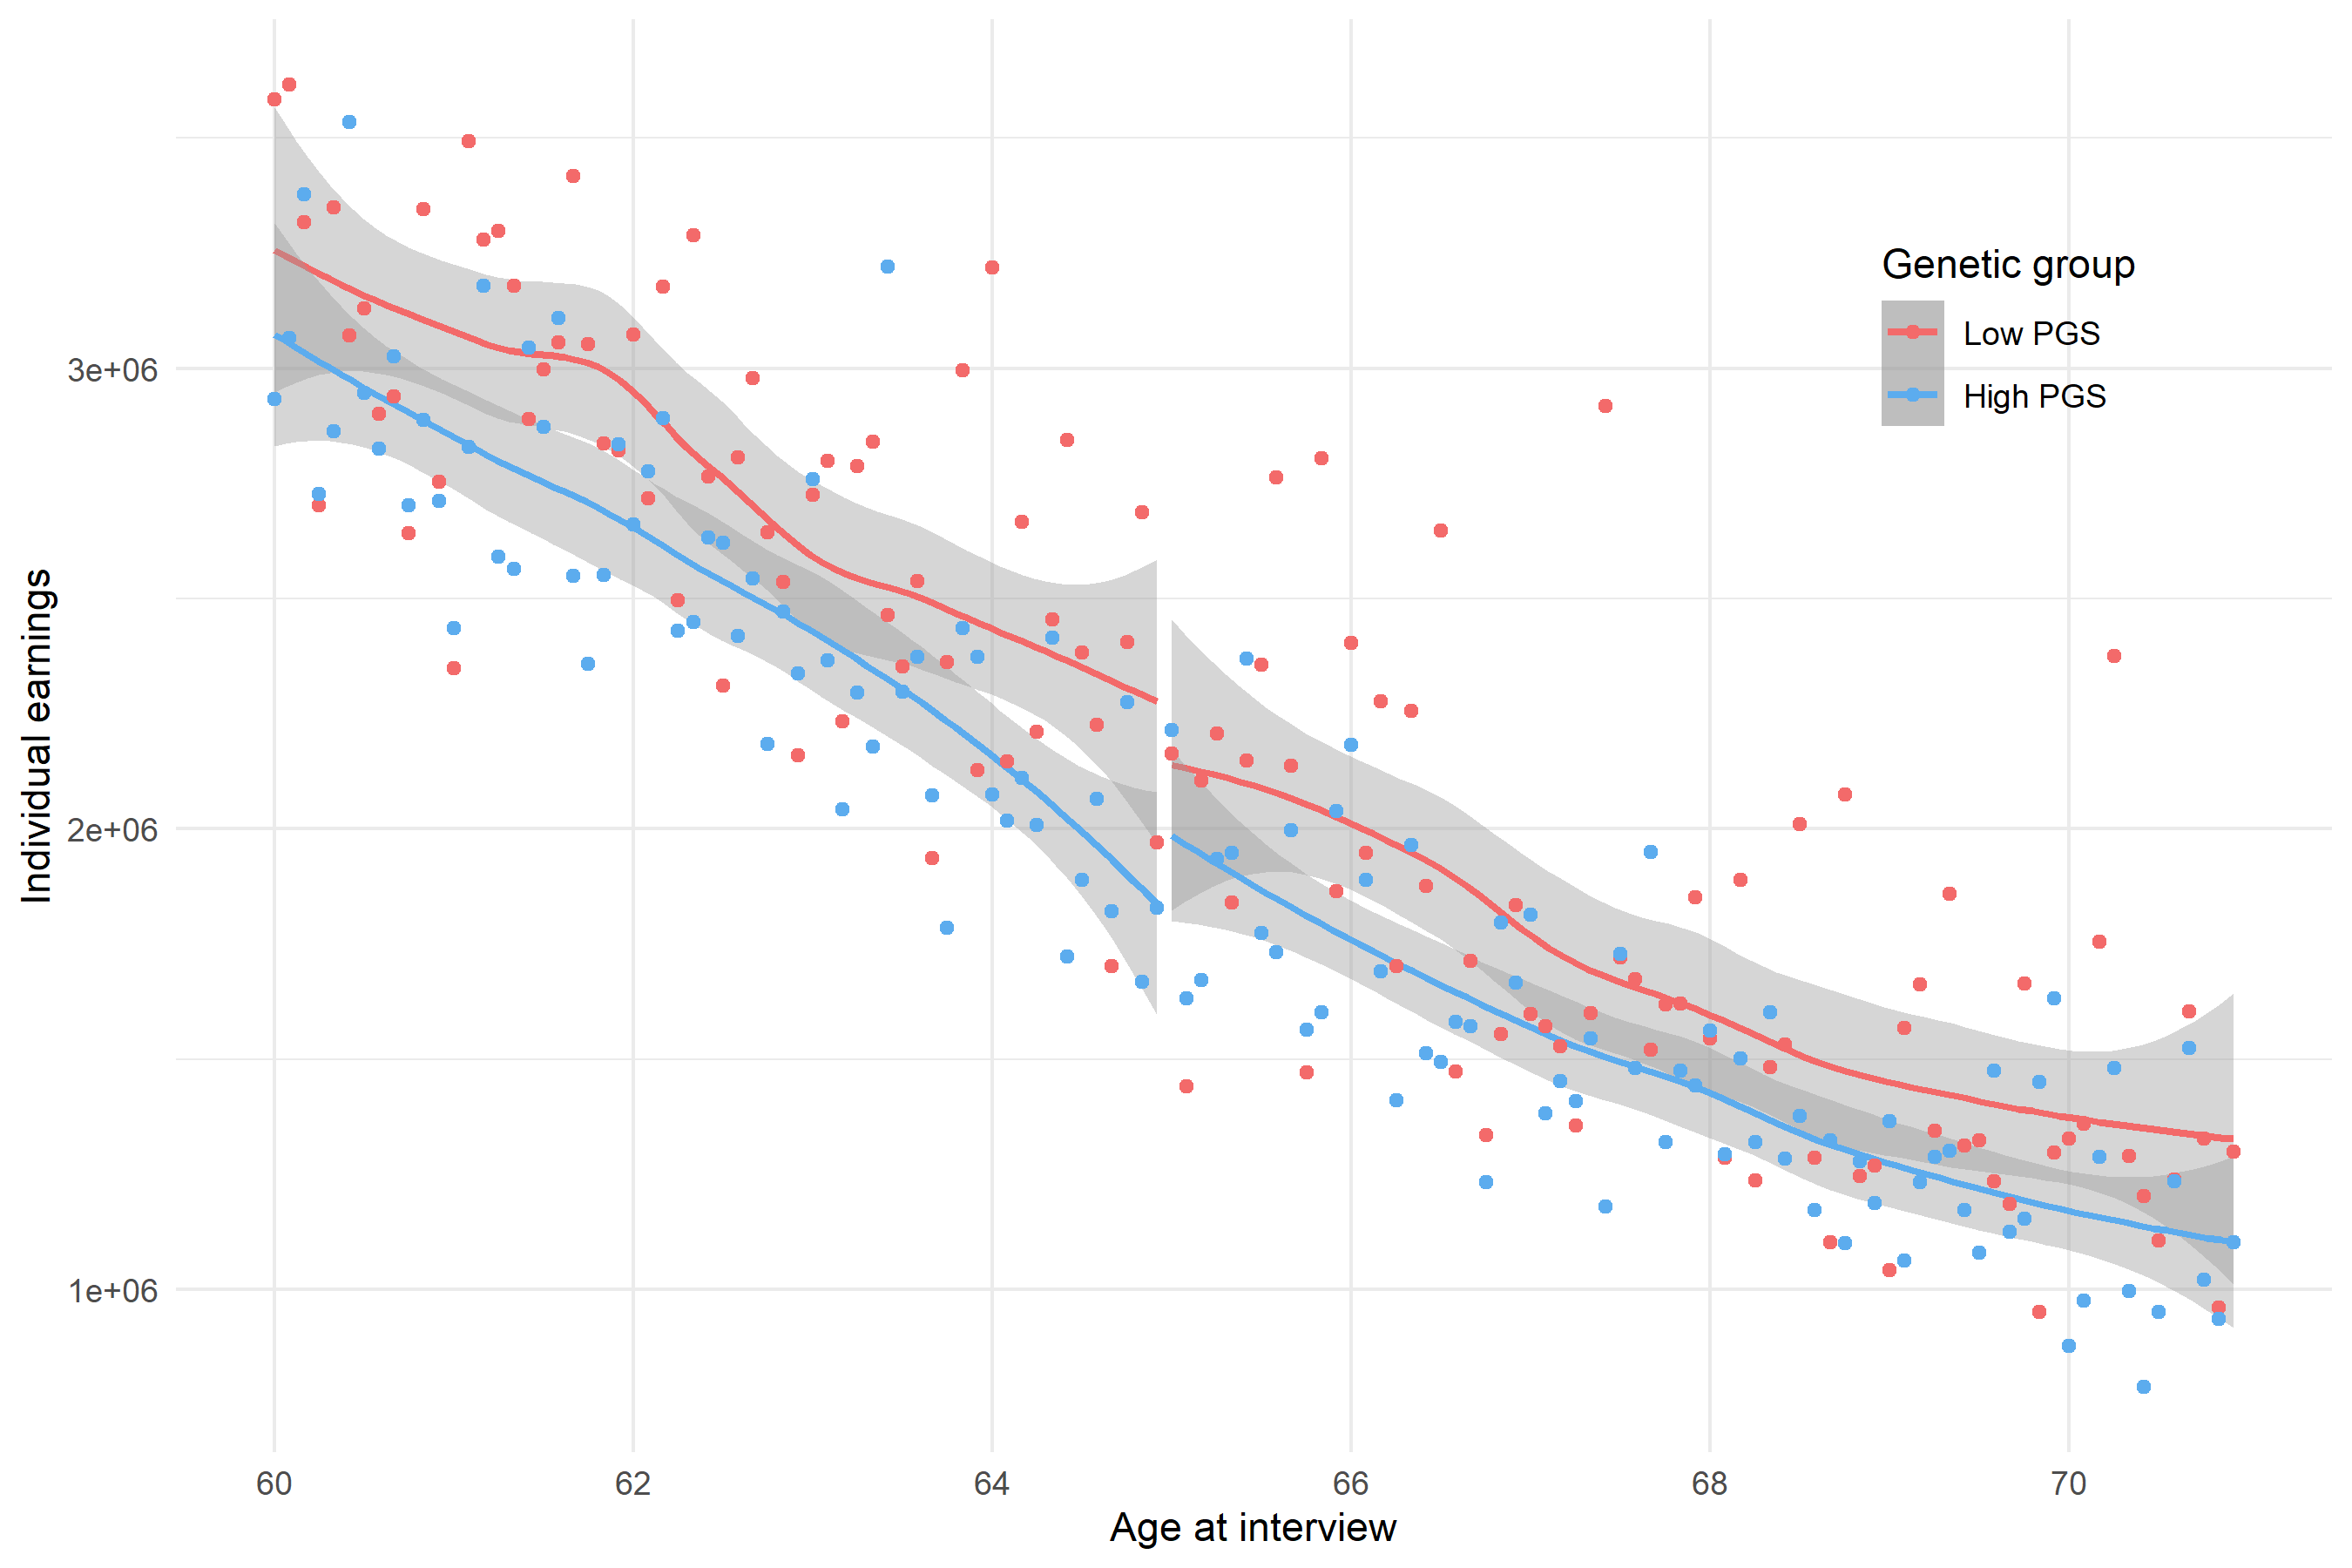 Individual earnings
3e+06
2e+06
1e+06
Genetic group
Low PGS
High PGS
60 62 64 66 68 70
Age at interview